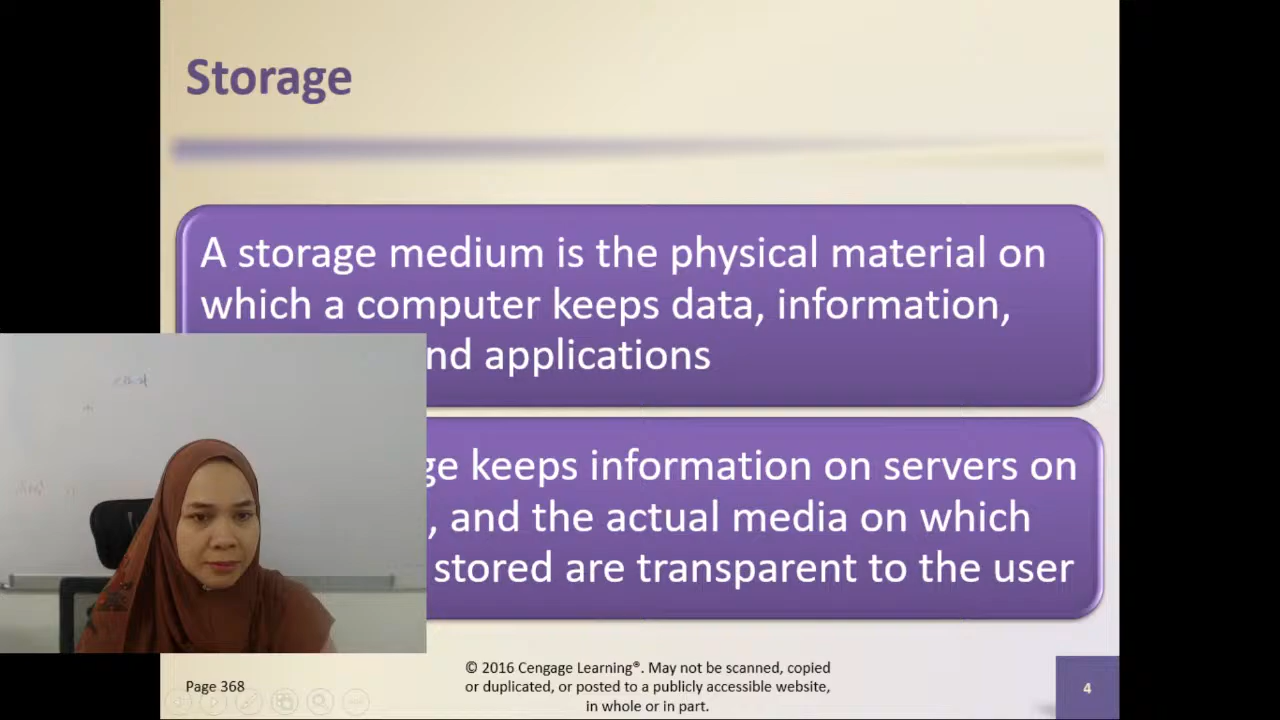 Storage
A storage medium is the physical material on
which a computer keeps data, information,
nd applications
ge keeps information on servers on
, and the actual media on which
stored are transparent to the user
Page 368
© 2016 Cengage Learning®. May not be scanned, copied
or duplicated, or posted to a publicly accessible website,
in whole or in part.
4